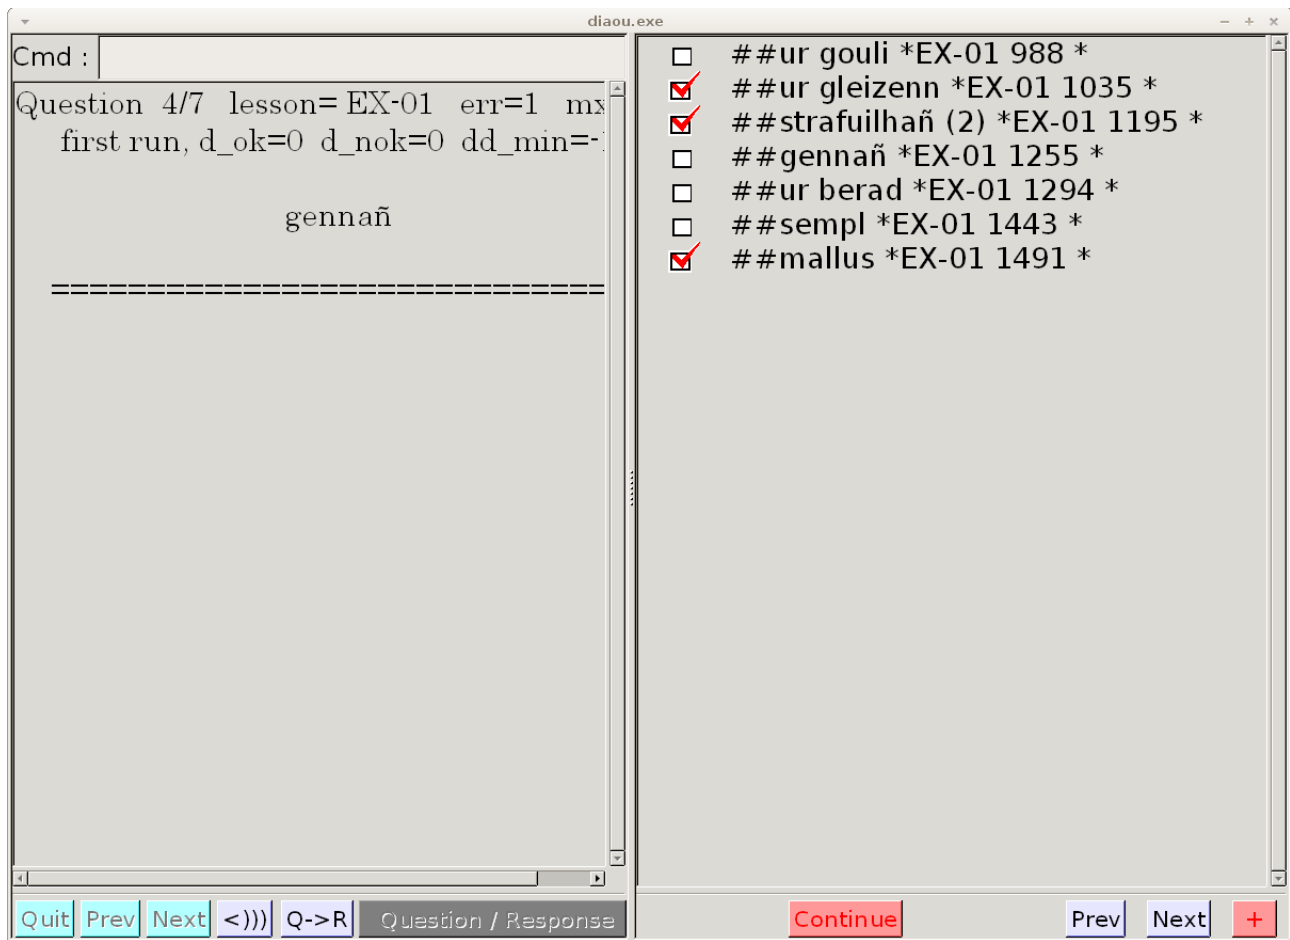 diaou.exe
Cmd :
Question 4/7 lesson= EX-01 err=1 mx
first run, d_ok=0 d_nok=0 dd_min=-
gennañ
==============================
Quit Prev Next <))) Q->R Question / Response
##ur gouli *EX-01 988 *
##ur gleizenn *EX-01 1035 *
##strafuilhañ (2) *EX-01 1195 *
##gennañ *EX-01 1255 *
##ur berad *EX-01 1294 *
##sempl *EX-01 1443 *
##mallus *EX-01 1491 *
Continue Prev Next +